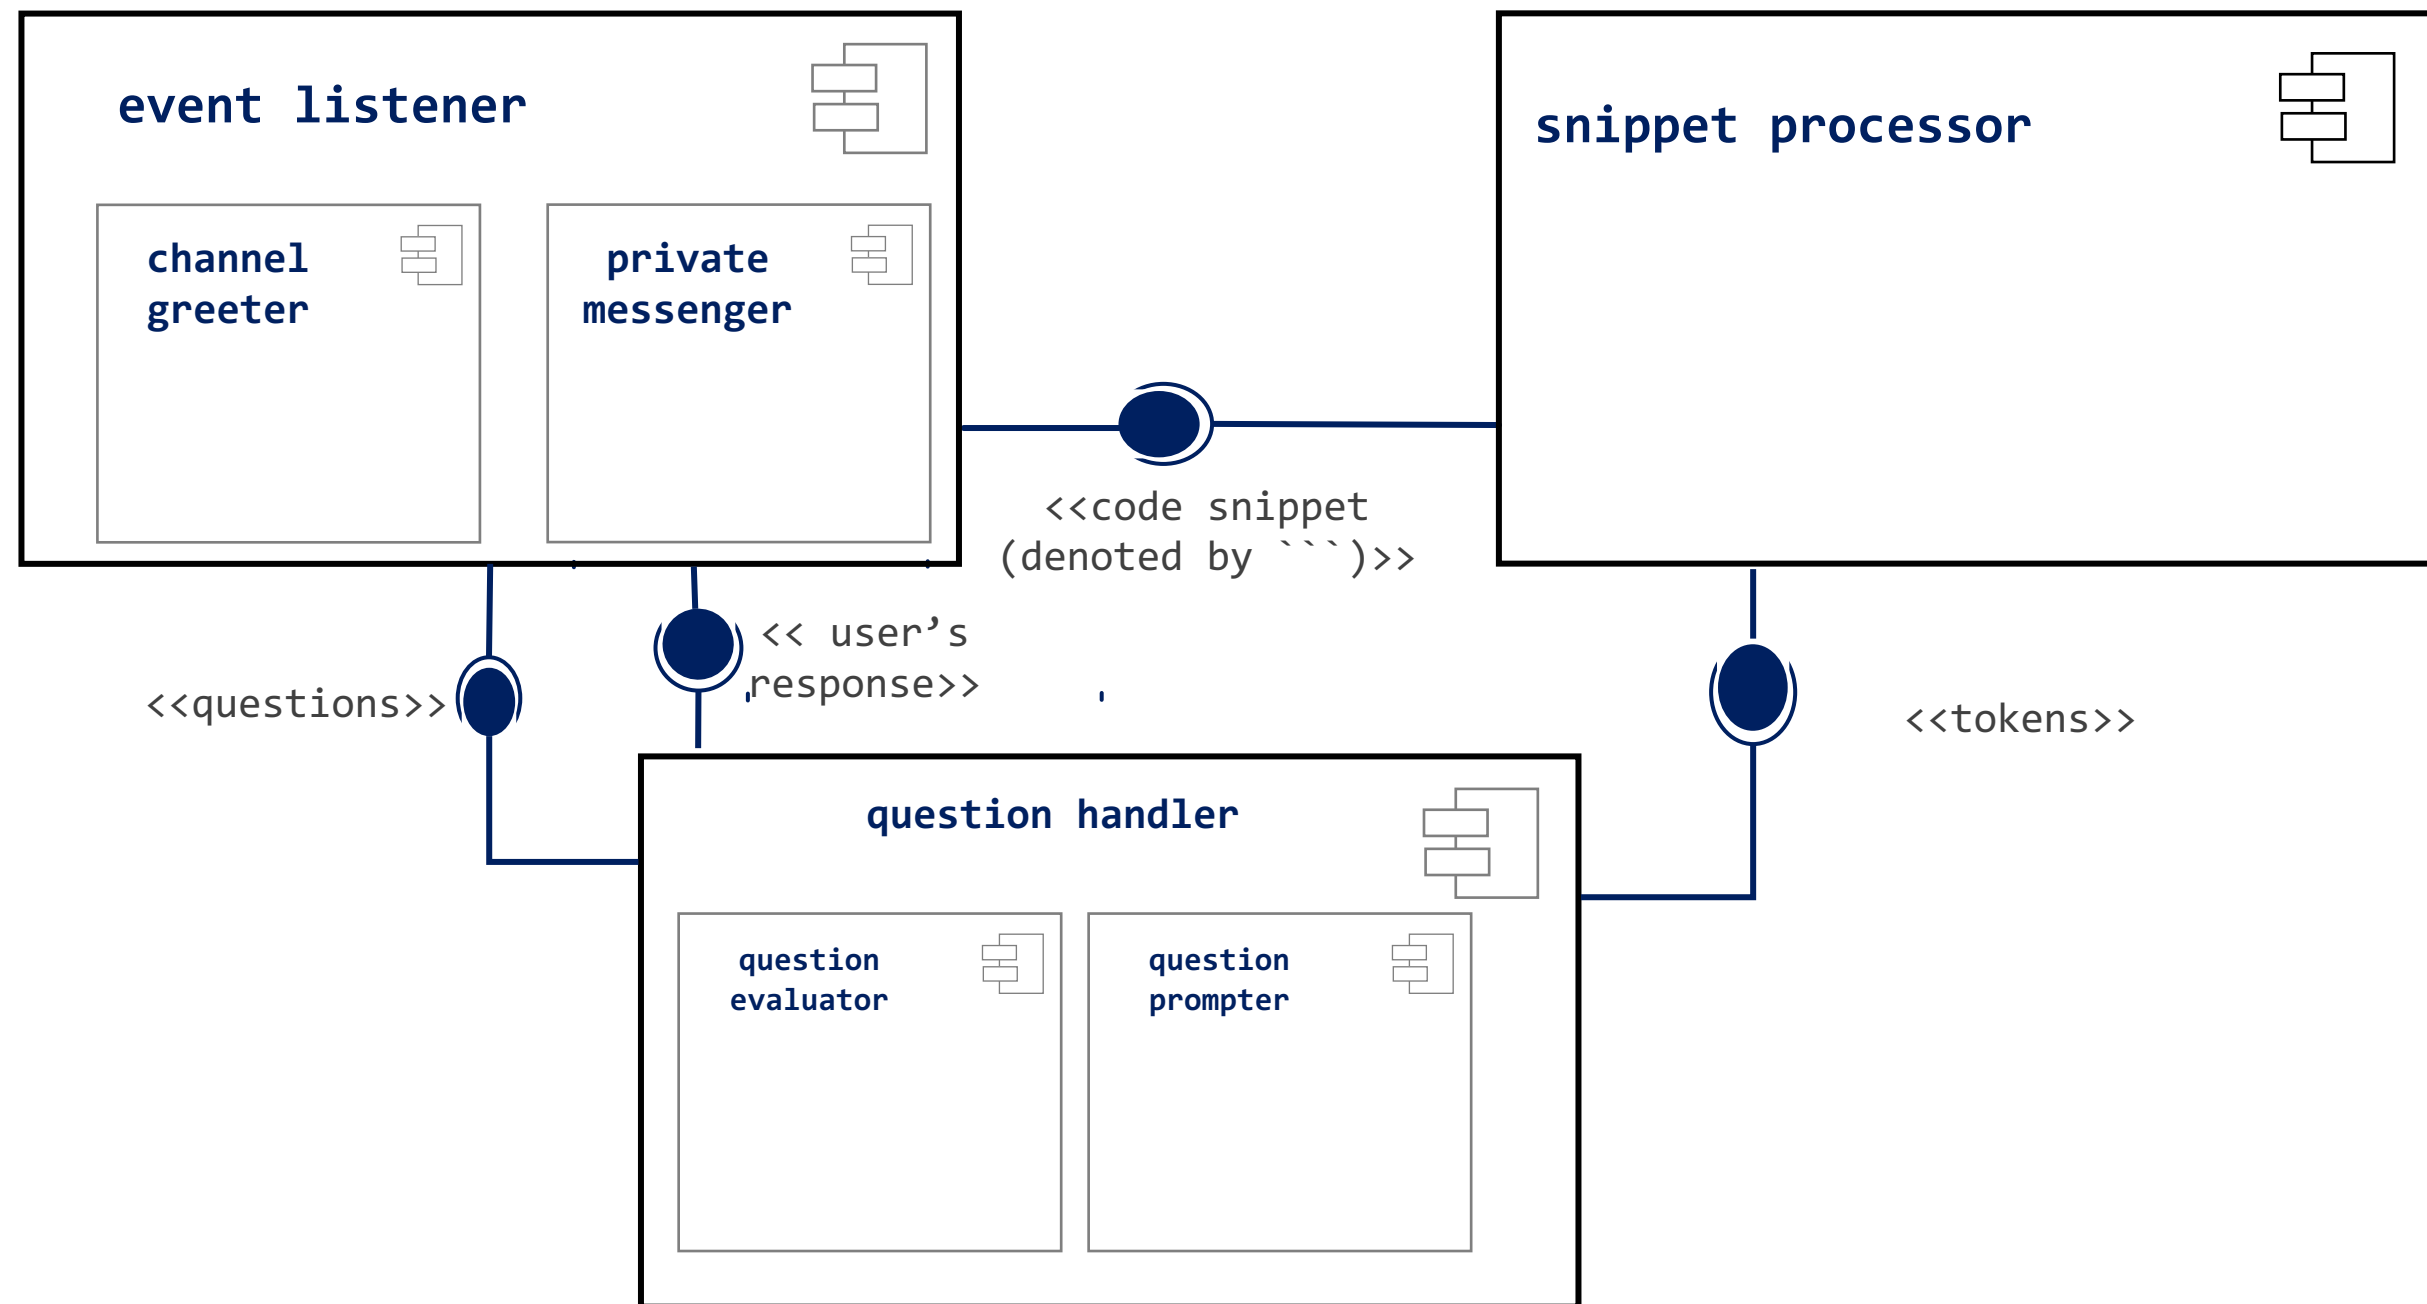 event listener
snippet processor
channel
greeter
private
messenger
<<code snippet
(denoted by ```)>>
<< user’s
response>>
<<questions>>
<<tokens>>
question handler
question
evaluator
question
prompter